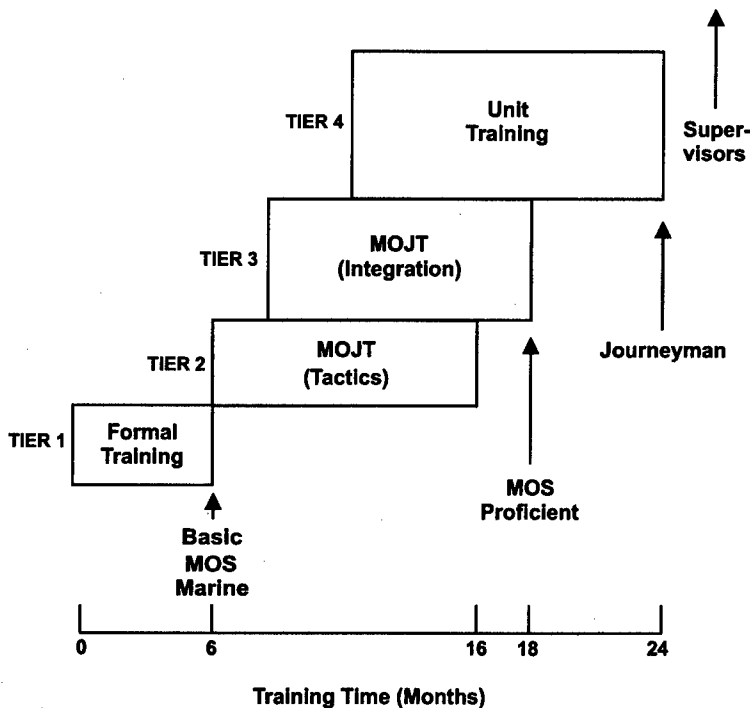 Unit
Training
TIER 4
Super-
visors
MOJT
(Integration)
TIER 3
MOJT
(Tactics)
TIER 2
Journeyman
Formal
Training
TIER 1
MOS
Proficient
Basic
MOS
Marine
0 6 16 18 24
Training Time (Months)